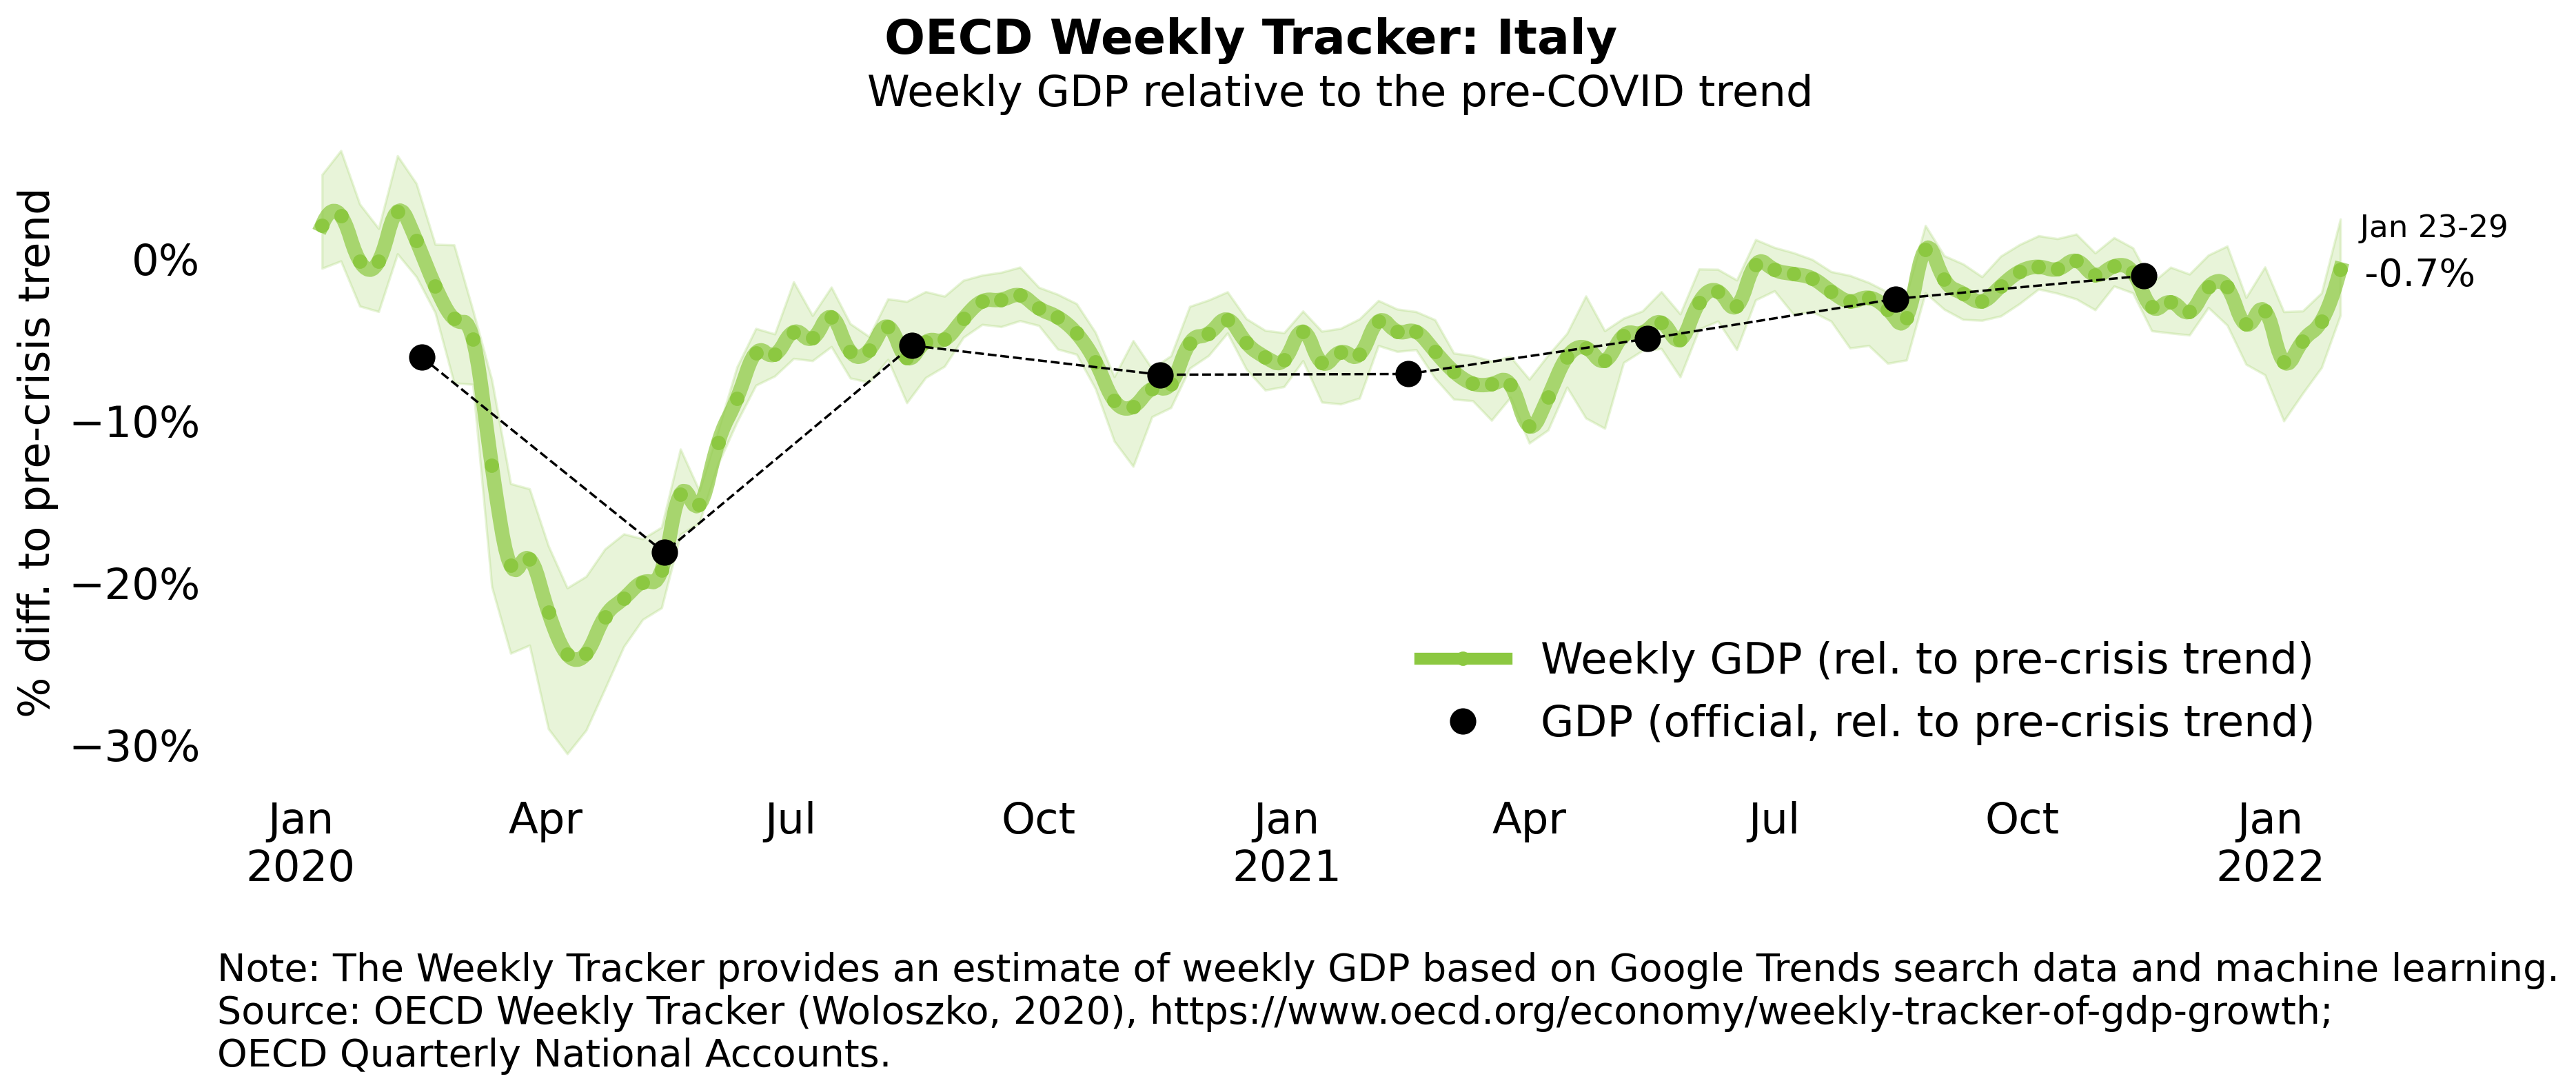 OECD Weekly Tracker: Italy
Weekly GDP relative to the pre-COVID trend
% diff. to pre-crisis trend
0%
−10%
−20%
−30%
Jan 23-29
-0.7%
Weekly GDP (rel. to pre-crisis trend)
GDP (official, rel. to pre-crisis trend)
Jan Apr Jul Oct Jan Apr Jul Oct Jan
2020 2021 2022
Note: The Weekly Tracker provides an estimate of weekly GDP based on Google Trends search data and machine learning.
Source: OECD Weekly Tracker (Woloszko, 2020), https://www.oecd.org/economy/weekly-tracker-of-gdp-growth;
OECD Quarterly National Accounts.